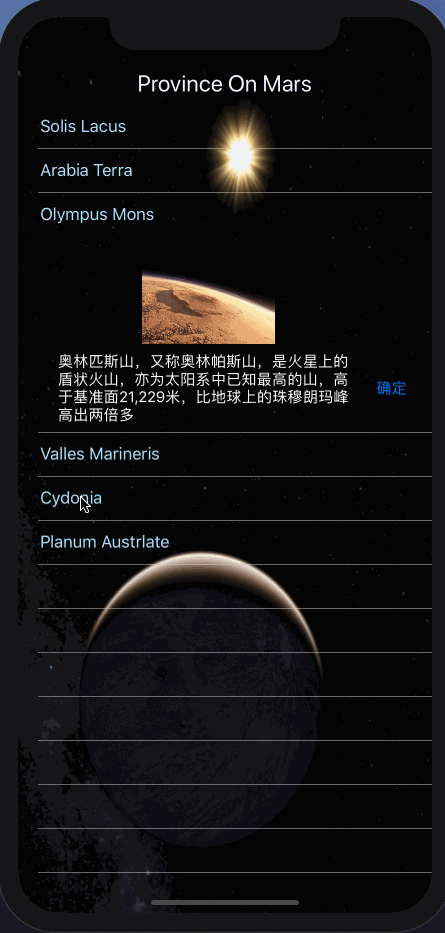 Province On Mars
Solis Lacus
Arabia Terra
Olympus Mons
奥林匹斯山，又称奥林帕斯山，是火星上的
盾状火山，亦为太阳系中已知最高的山，高
于基准面21,229米，比地球上的珠穆朗玛峰
高出两倍多
确定
Valles Marineris
Cydonia
Planum Austrlate